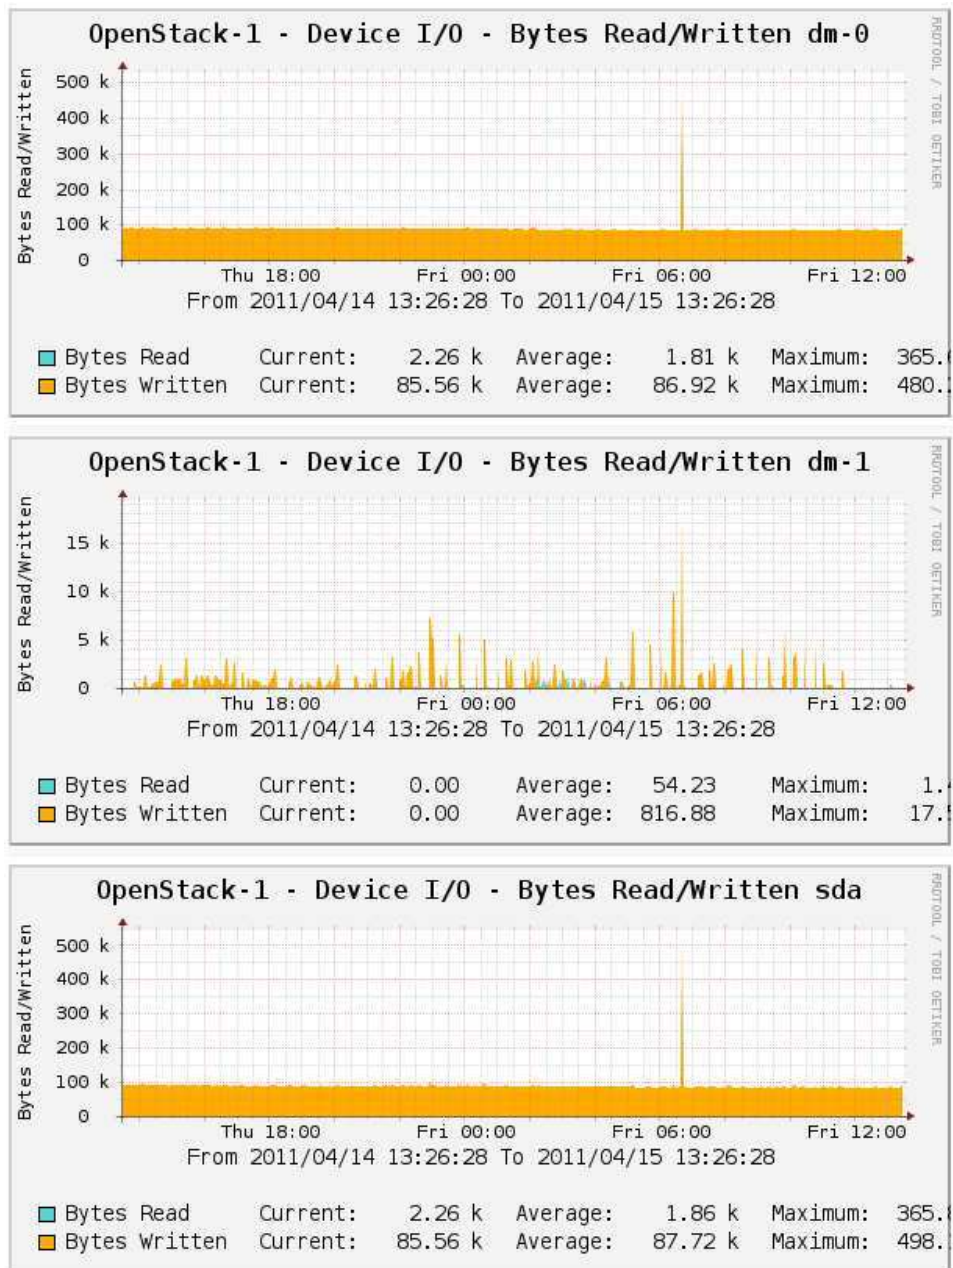 OpenStack-1 - Device I/O - Bytes Read/Written dm-0
RRDTOOL / TOBI OETIKER
Bytes Read/Written
500 k
400 k
300 k
200 k
100 k
0
Thu 18:00 Fri 00:00 Fri 06:00 Fri 12:00
From 2011/04/14 13:26:28 To 2011/04/15 13:26:28
Bytes Read Current: 2.26 k Average: 1.81 k Maximum: 365.
Bytes Written Current: 85.56 k Average: 86.92 k Maximum: 480.
OpenStack-1 - Device I/O - Bytes Read/Written dm-1
RRDTOOL / TOBI OETIKER
Bytes Read/Written
15 k
10 k
5 k
0
Thu 18:00 Fri 00:00 Fri 06:00 Fri 12:00
From 2011/04/14 13:26:28 To 2011/04/15 13:26:28
Bytes Read Current: 0.00 Average: 54.23 Maximum: 1.
Bytes Written Current: 0.00 Average: 816.88 Maximum: 17.
OpenStack-1 - Device I/O - Bytes Read/Written sda
RRDTOOL / TOBI OETIKER
Bytes Read/Written
500 k
400 k
300 k
200 k
100 k
0
Thu 18:00 Fri 00:00 Fri 06:00 Fri 12:00
From 2011/04/14 13:26:28 To 2011/04/15 13:26:28
Bytes Read Current: 2.26 k Average: 1.86 k Maximum: 365.
Bytes Written Current: 85.56 k Average: 87.72 k Maximum: 498.